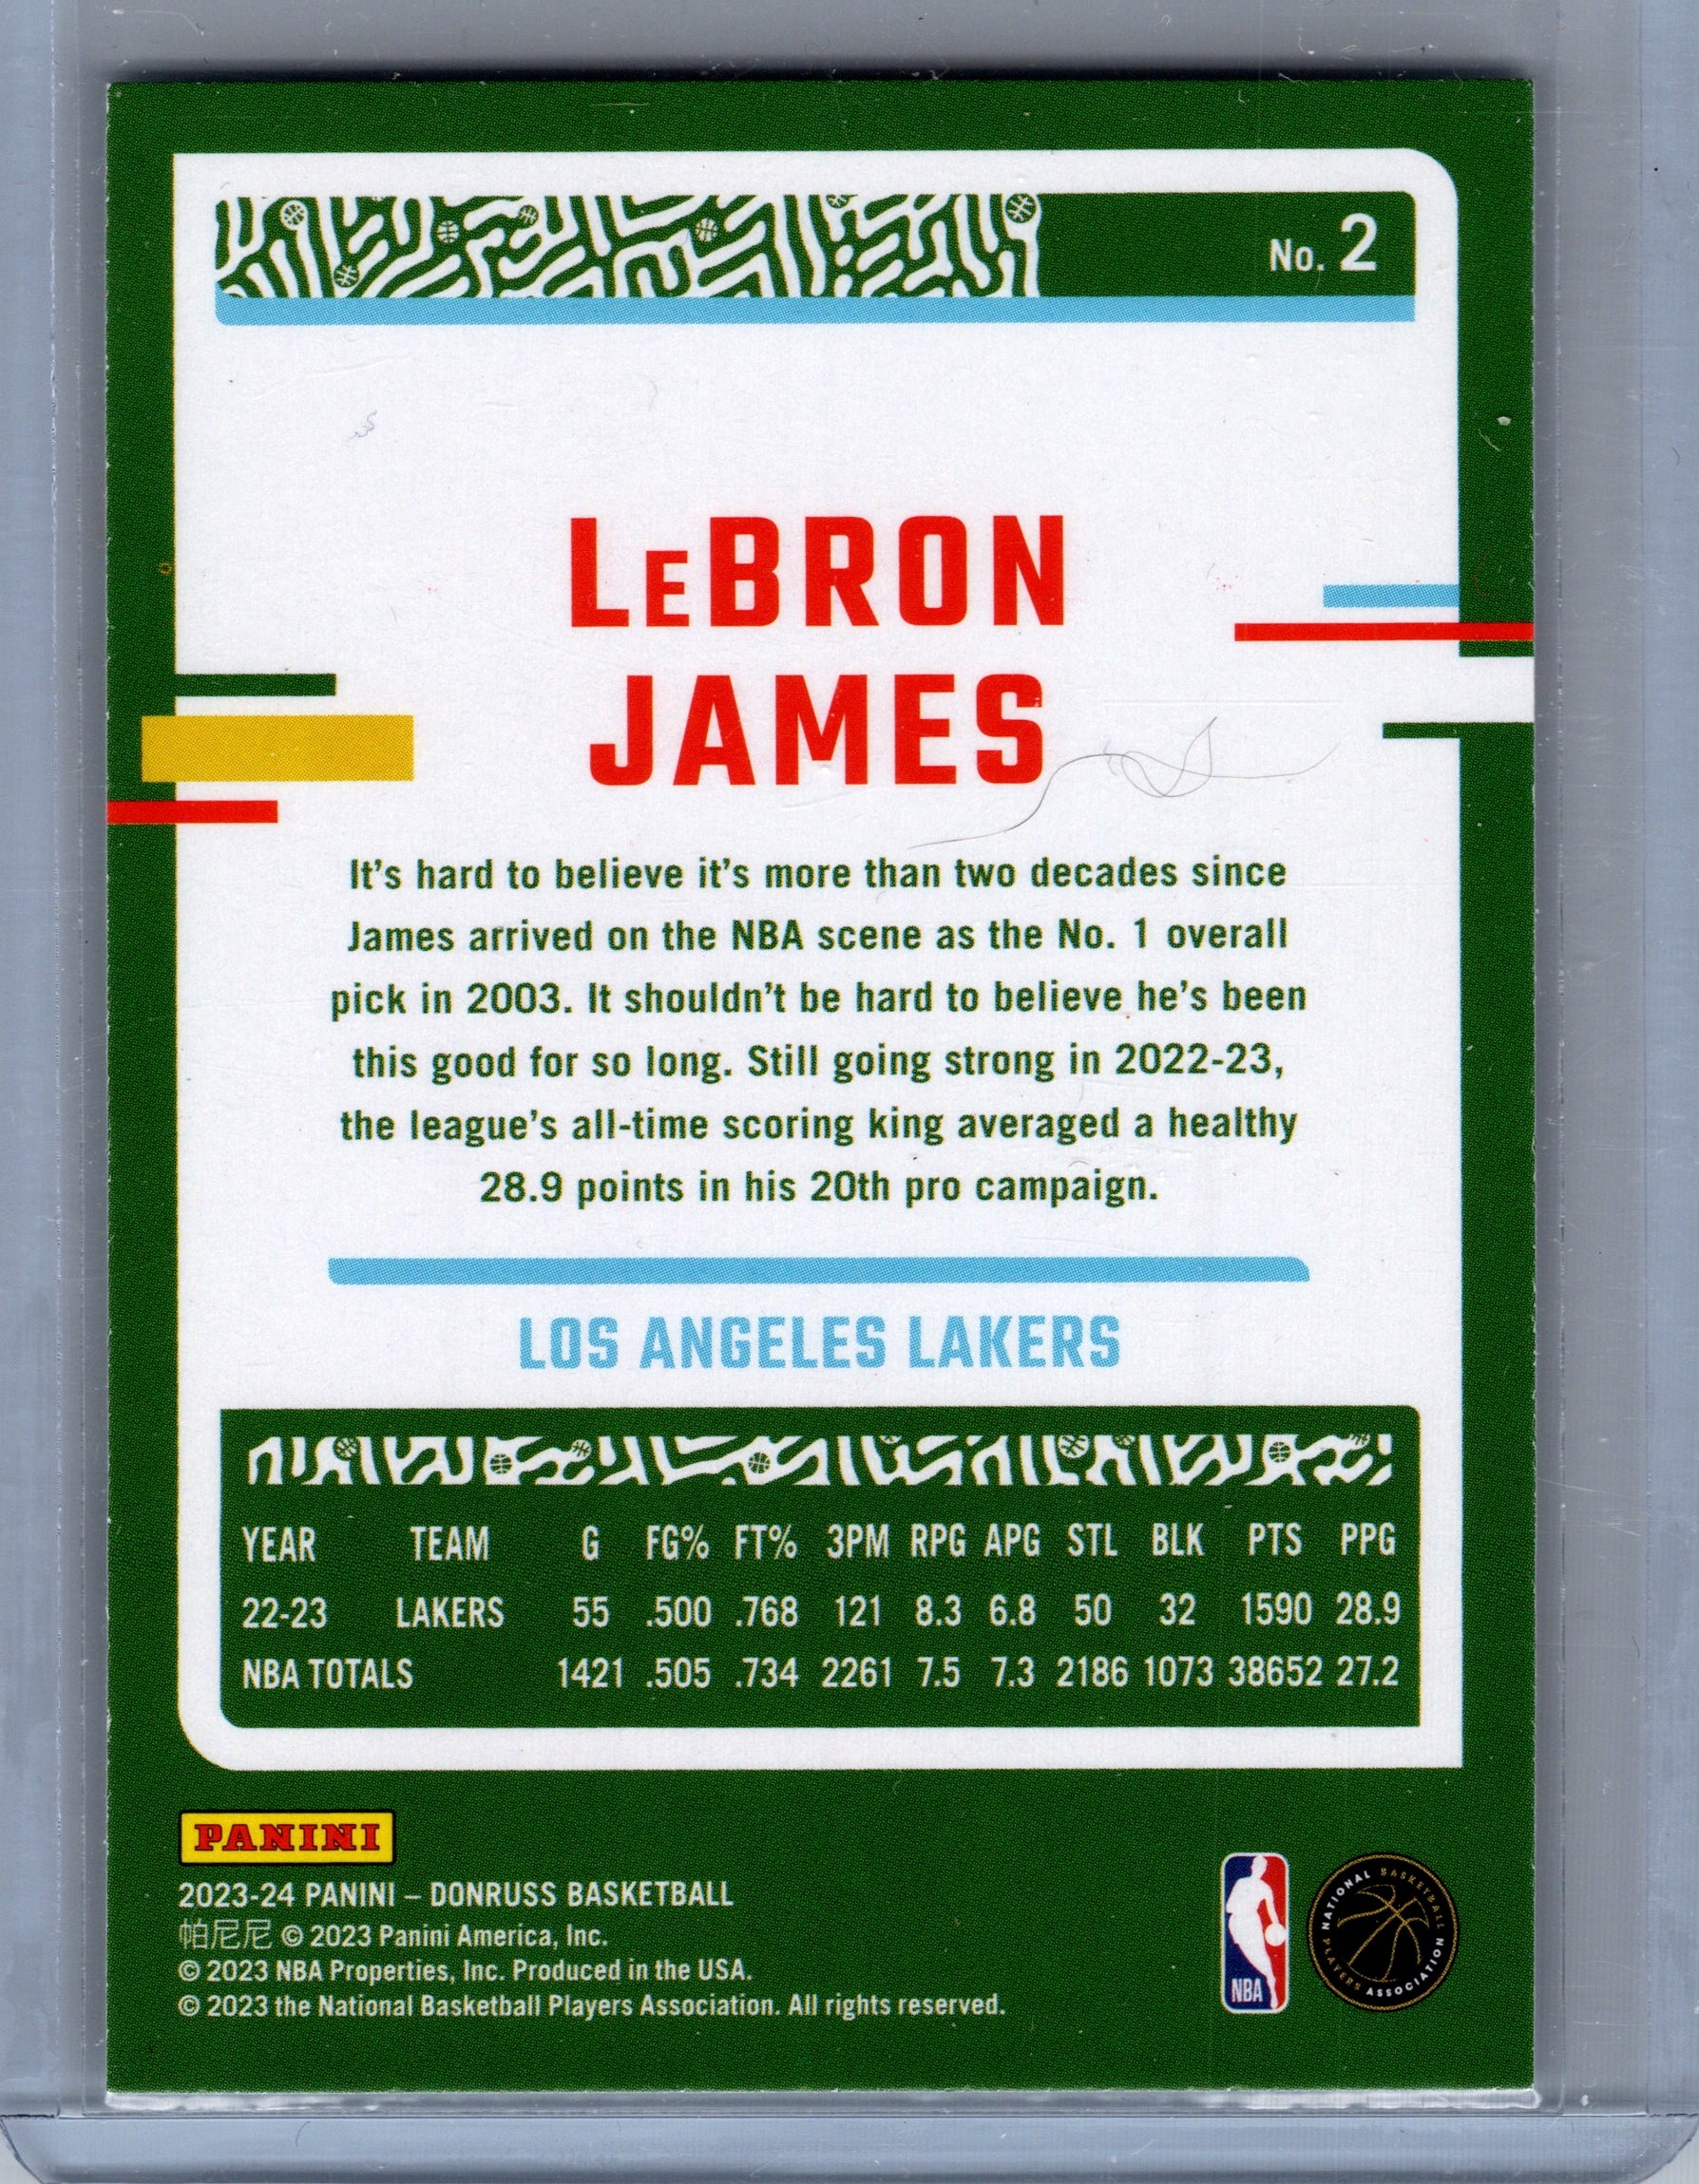 No. 2
LeBRON
JAMES
It's hard to believe it's more than two decades since
James arrived on the NBA scene as the No. 1 overall
pick in 2003. It shouldn't be hard to believe he's been
this good for so long. Still going strong in 2022-23,
the league's all-time scoring king averaged a healthy
28.9 points in his 20th pro campaign.
LOS ANGELES LAKERS
YEAR TEAM G FG% FT% 3PM RPG APG STL BLK PTS PPG
22-23 LAKERS 55 .500 .768 121 8.3 6.8 50 32 1590 28.9
NBA TOTALS 1421 .505 .734 2261 7.5 7.3 2186 1073 38652 27.2
PANINI
2023-24 PANINI – DONRUSS BASKETBALL
帕尼尼 © 2023 Panini America, Inc.
© 2023 NBA Properties, Inc. Produced in the USA.
© 2023 the National Basketball Players Association. All rights reserved.
NBA
NATIONAL BASKETBALL PLAYERS ASSOCIATION